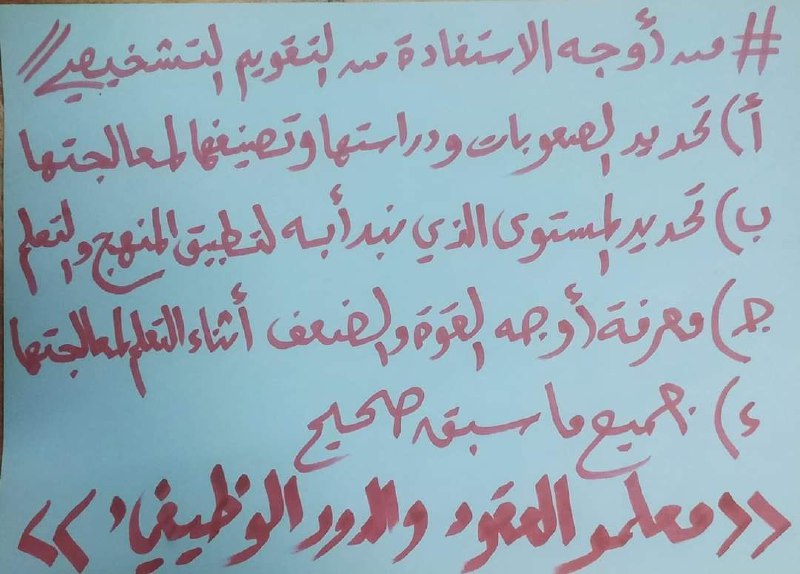 # من أوجه الاستفادة من التقويم التشخيصي //
أ) تحديد الصعوبات ودراستها وتصنيفها لمعالجتها
ب) تحديد المستوى الذي نبدأ به لتطبيق المنهج والتعلم
جـ) معرفة أوجه القوة والضعف أثناء التعلم لمعالجتها
د) جميع ما سبق صحيح
<<معلمو العقود والدور الوظيفي>>